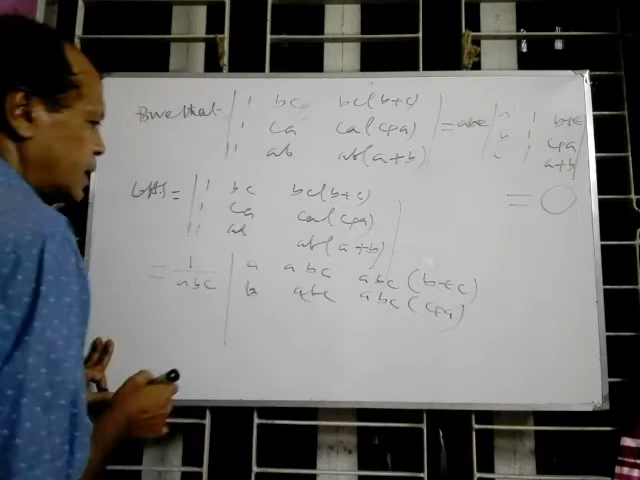 Prove that | 1 bc bc(b+c) | = abc | a 1 b+c |
| 1 ca ca(c+a) | | b 1 c+a |
| 1 ab ab(a+b) | | c 1 a+b |
= 0
LHS = | 1 bc bc(b+c) |
| 1 ca ca(c+a) |
| 1 ab ab(a+b) |
= 1/abc | a abc abc(b+c)
| b abc abc(c+a)